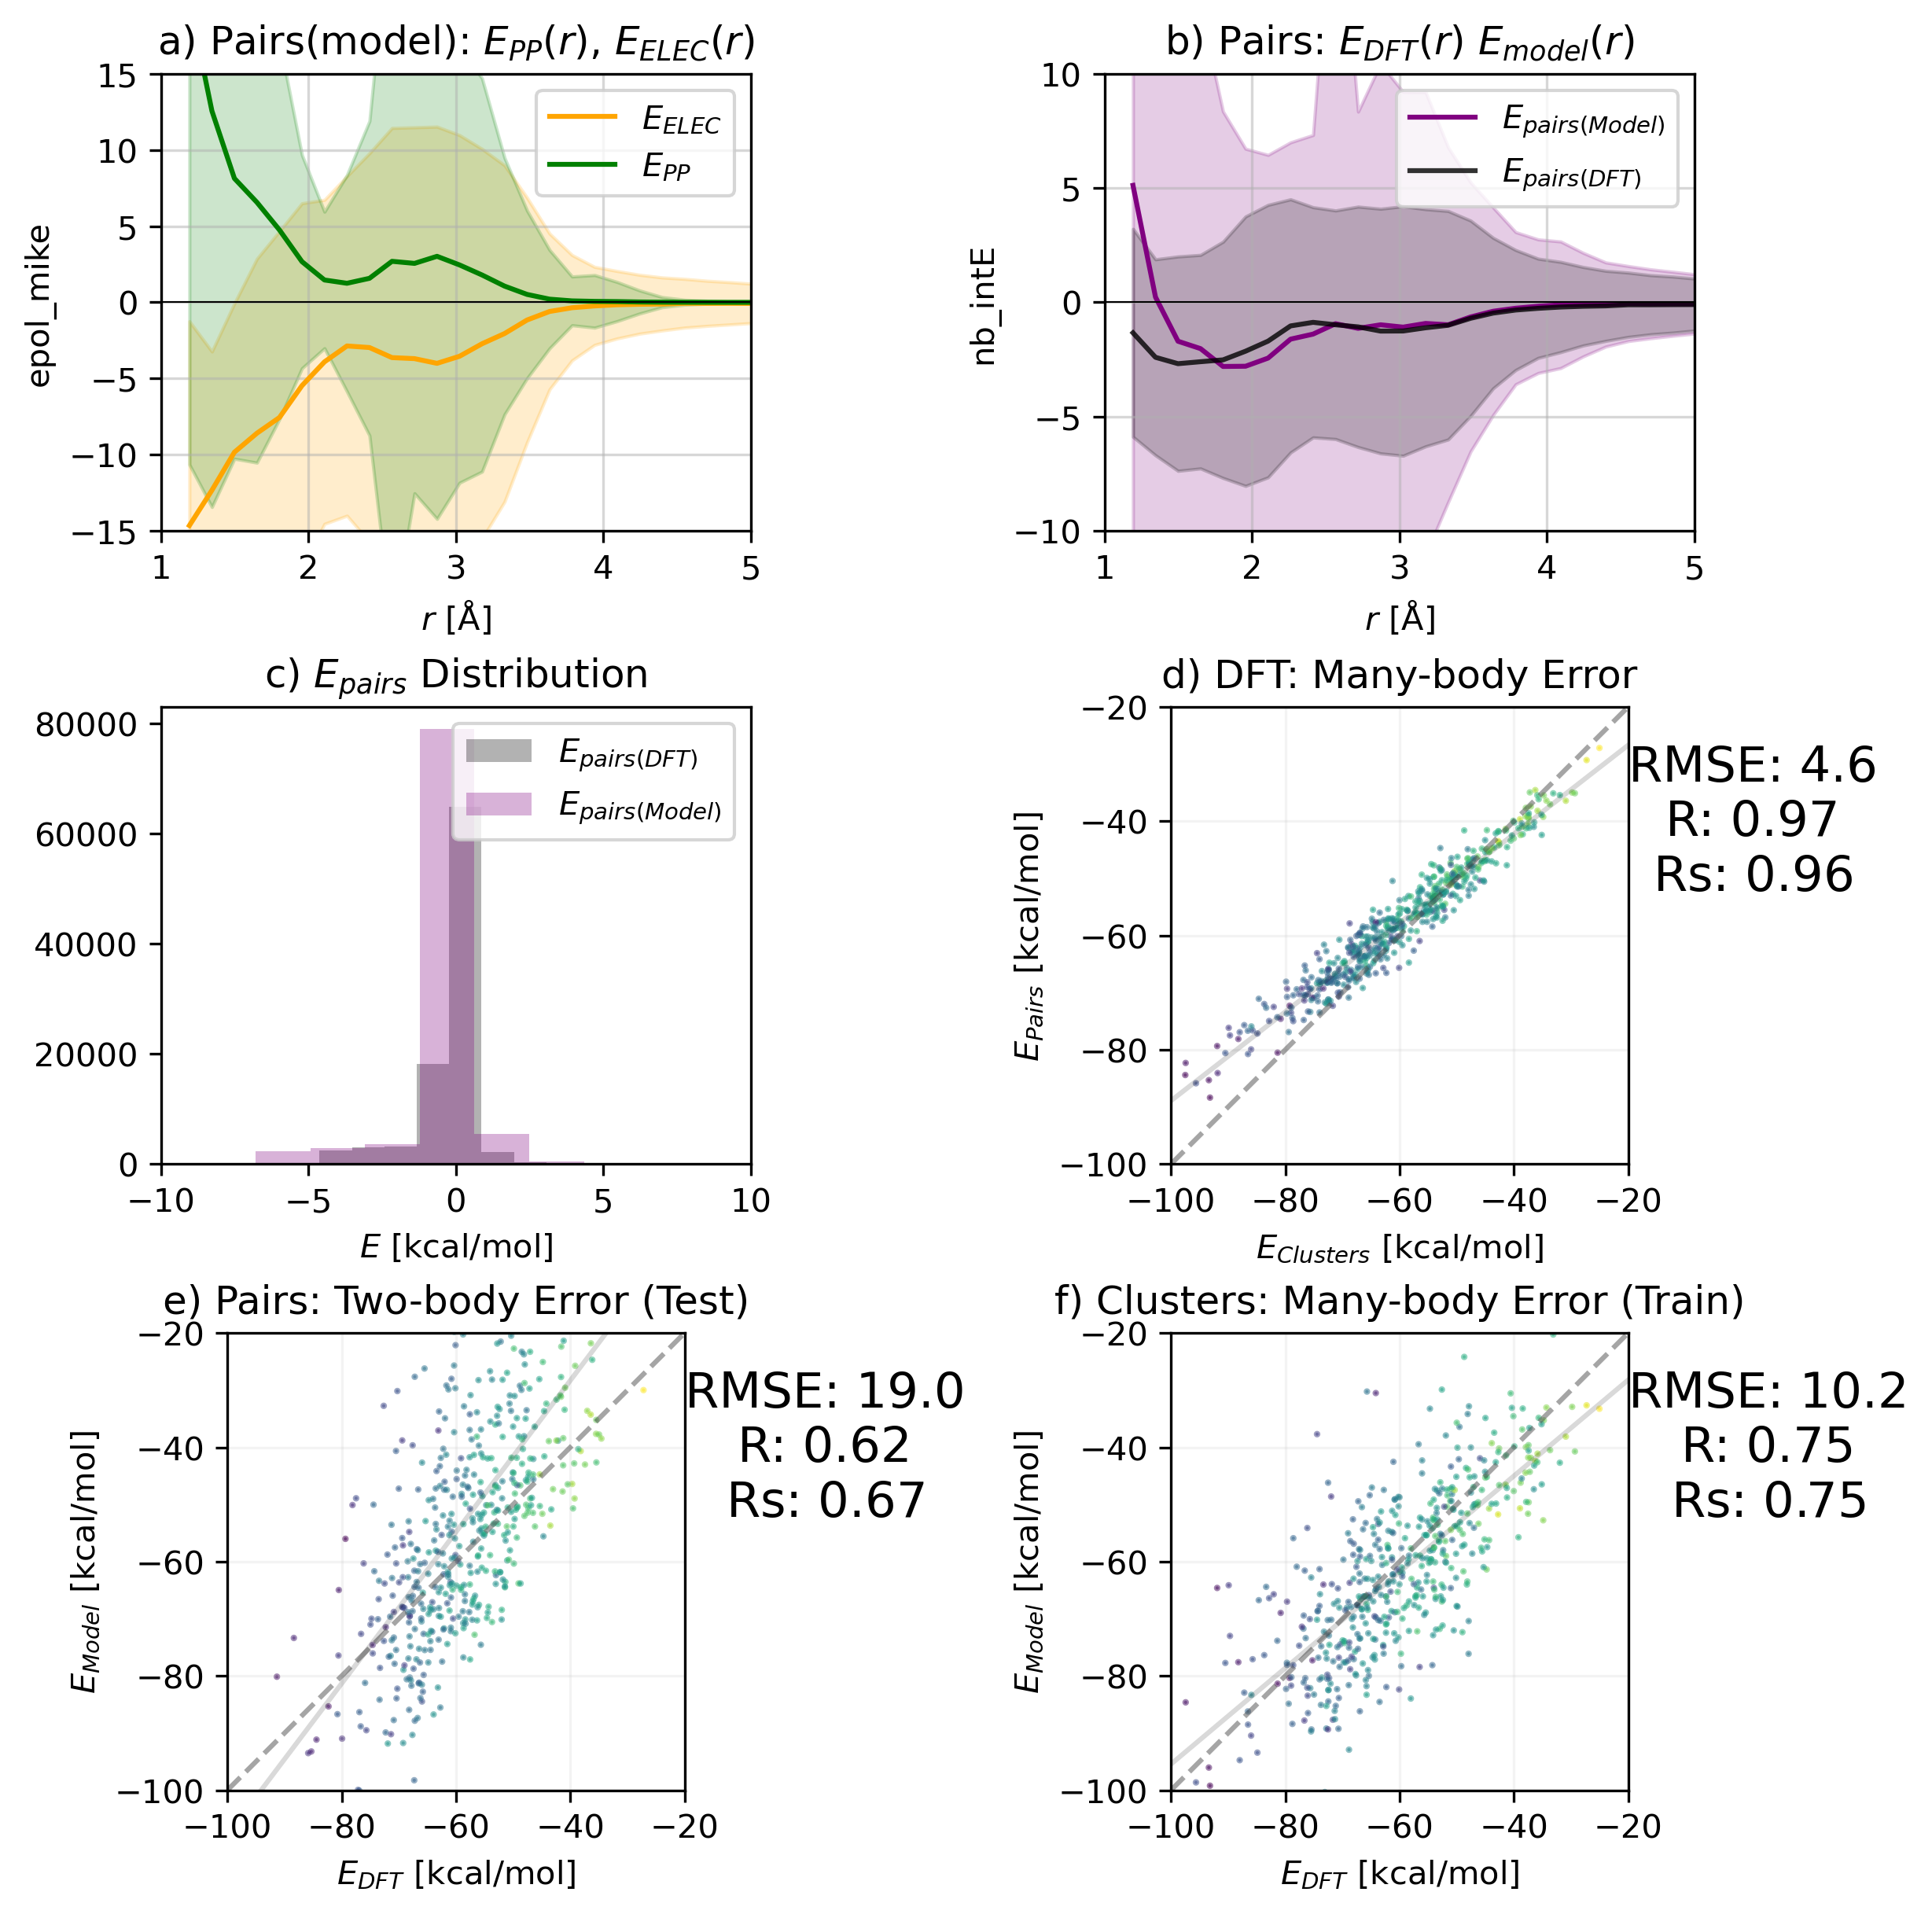 a) Pairs(model): E_PP(r), E_ELEC(r)
15
10
5
0
−5
−10
−15
epol_mike
E_ELEC
E_PP
1 2 3 4 5
r [Å]
b) Pairs: E_DFT(r) E_model(r)
10
5
0
−5
−10
nb_intE
E_pairs(Model)
E_pairs(DFT)
1 2 3 4 5
r [Å]
c) E_pairs Distribution
80000
60000
40000
20000
0
E_pairs(DFT)
E_pairs(Model)
−10 −5 0 5 10
E [kcal/mol]
d) DFT: Many-body Error
−20
−40
−60
−80
−100
E_Pairs [kcal/mol]
RMSE: 4.6
R: 0.97
Rs: 0.96
−100 −80 −60 −40 −20
E_Clusters [kcal/mol]
e) Pairs: Two-body Error (Test)
−20
−40
−60
−80
−100
E_Model [kcal/mol]
RMSE: 19.0
R: 0.62
Rs: 0.67
−100 −80 −60 −40 −20
E_DFT [kcal/mol]
f) Clusters: Many-body Error (Train)
−20
−40
−60
−80
−100
E_Model [kcal/mol]
RMSE: 10.2
R: 0.75
Rs: 0.75
−100 −80 −60 −40 −20
E_DFT [kcal/mol]